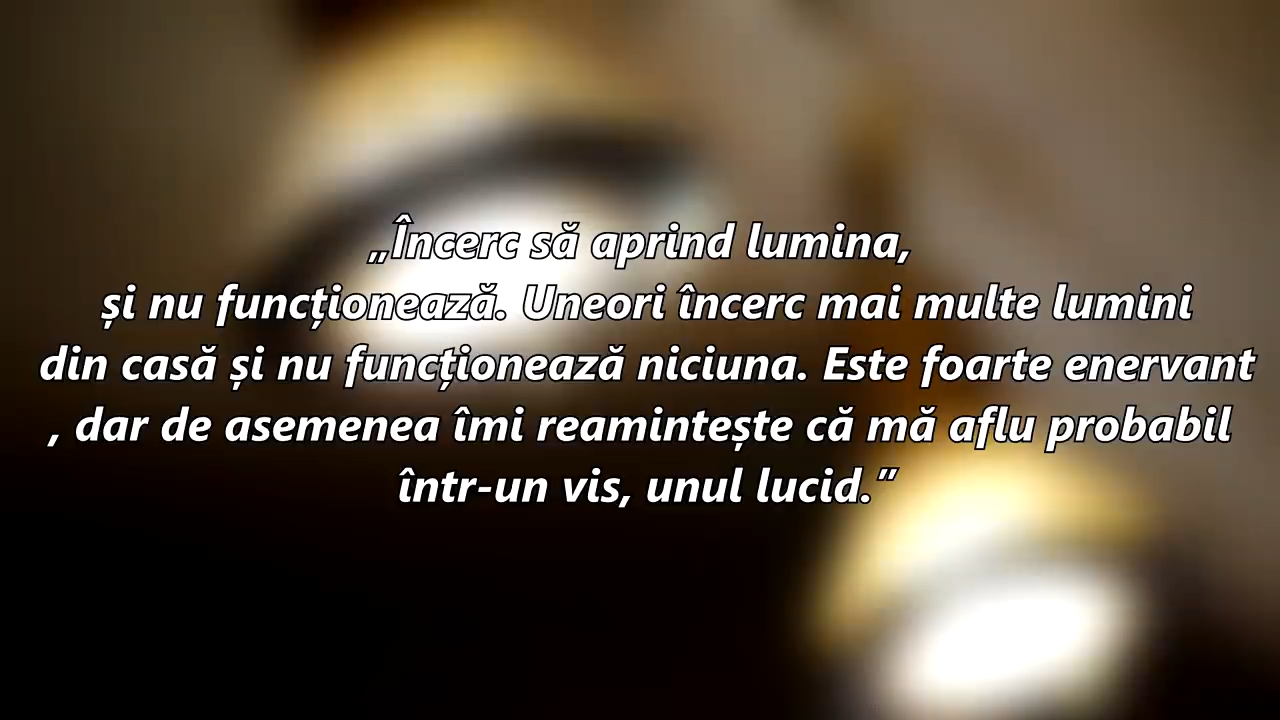 „Încerc să aprind lumina,
și nu funcționează. Uneori încerc mai multe lumini
din casă și nu funcționează niciuna. Este foarte enervant
, dar de asemenea îmi reamintește că mă aflu probabil
într-un vis, unul lucid.”